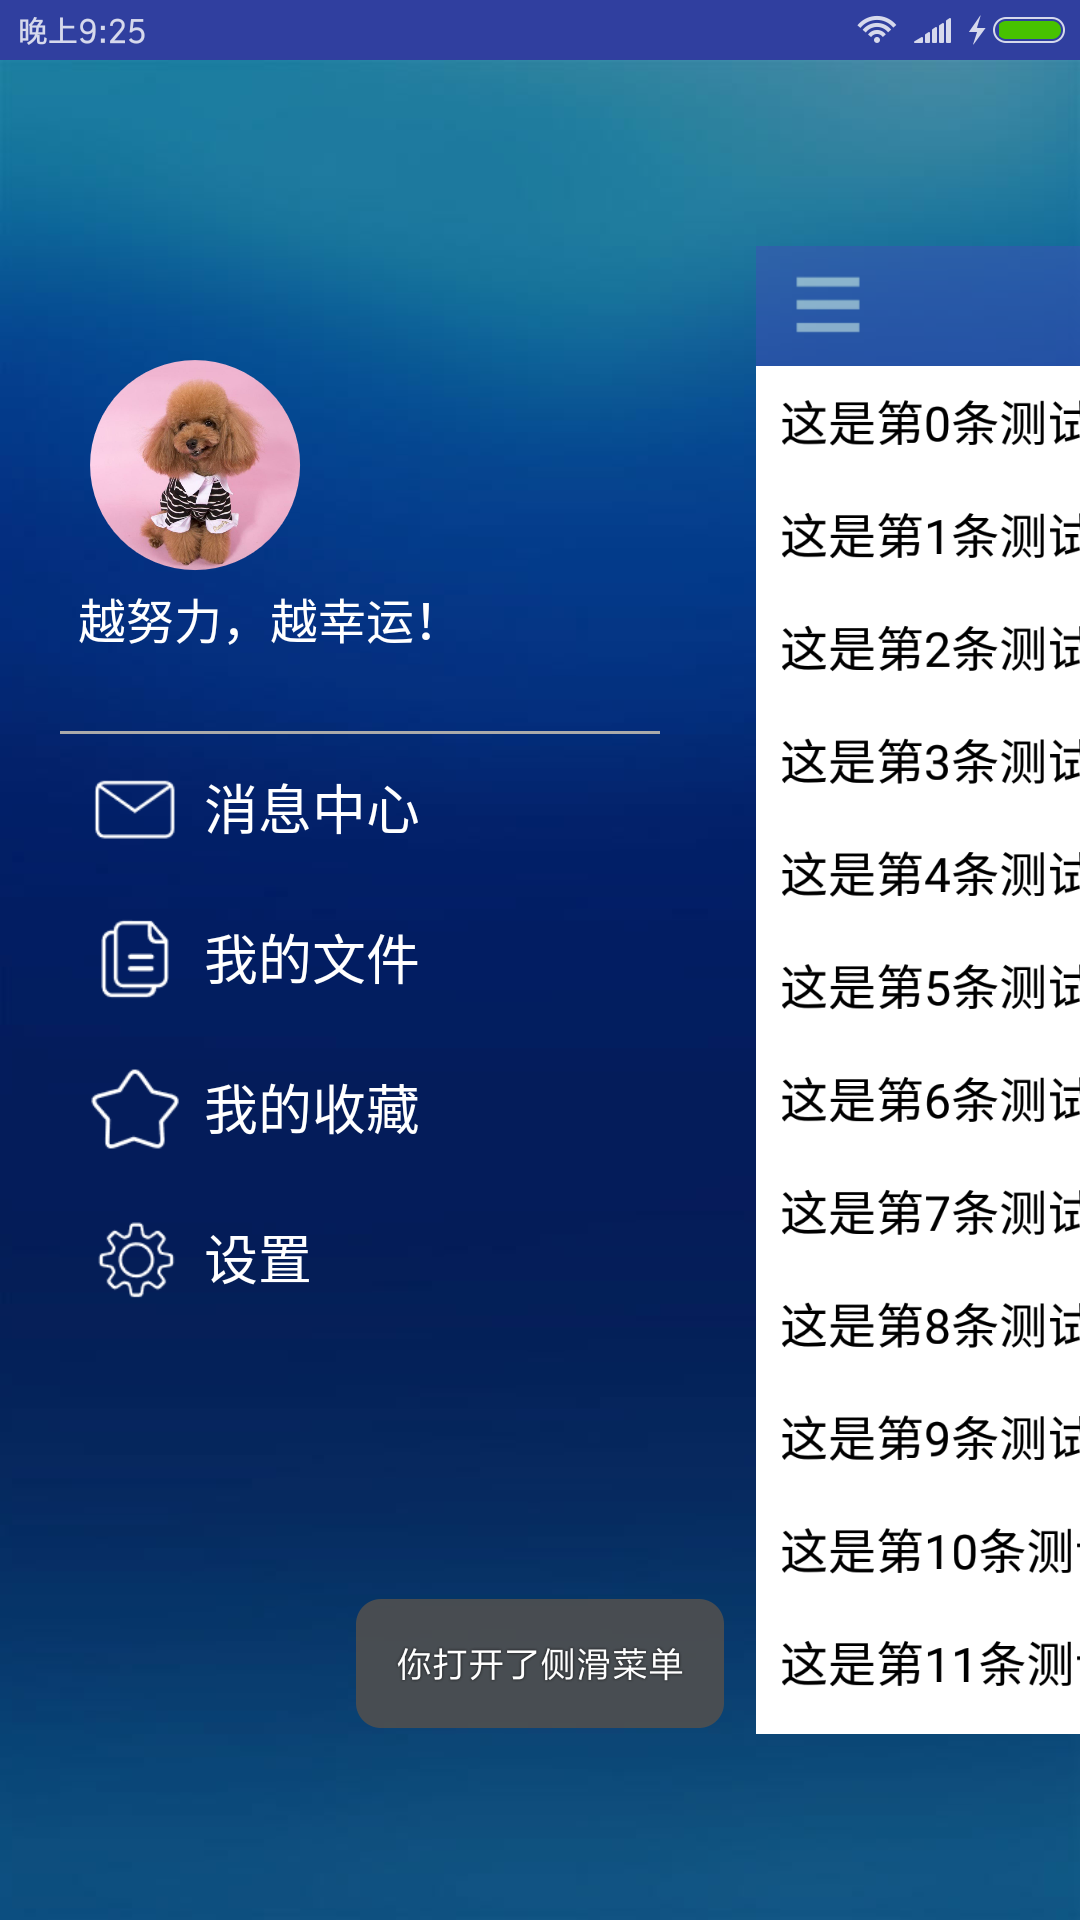 晚上9:25
越努力，越幸运！
消息中心
我的文件
我的收藏
设置
这是第0条测试
这是第1条测试
这是第2条测试
这是第3条测试
这是第4条测试
这是第5条测试
这是第6条测试
这是第7条测试
这是第8条测试
这是第9条测试
这是第10条测
这是第11条测
你打开了侧滑菜单